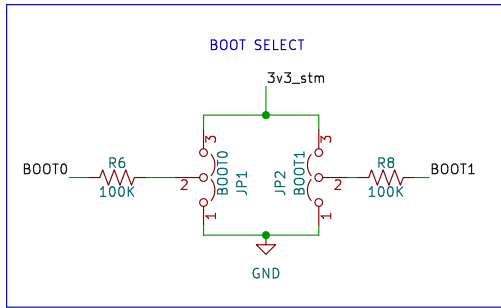 BOOT SELECT
3v3_stm
3
3
BOOT0
R6
100K
2
BOOT0
JP1
JP2
BOOT1
2
R8
100K
BOOT1
1
1
GND